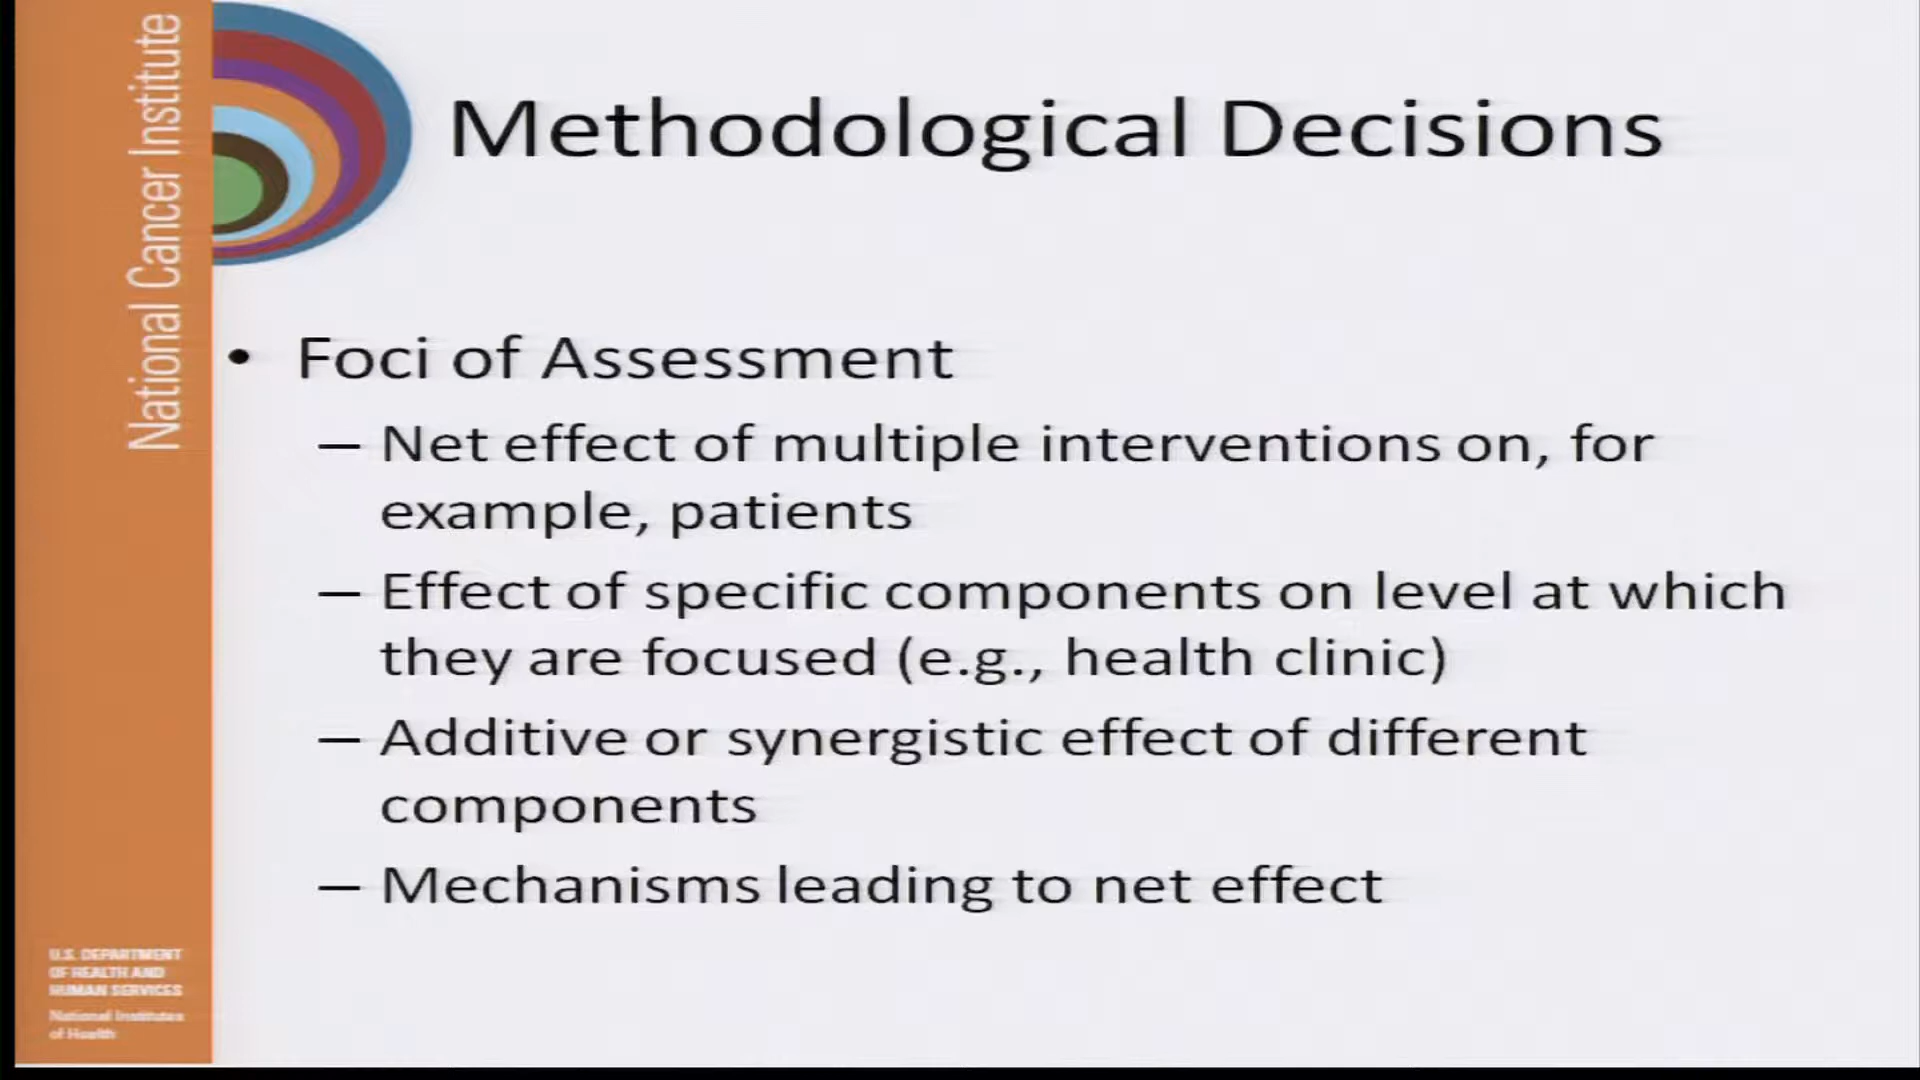 National Cancer Institute
Methodological Decisions
• Foci of Assessment
– Net effect of multiple interventions on, for
example, patients
– Effect of specific components on level at which
they are focused (e.g., health clinic)
– Additive or synergistic effect of different
components
– Mechanisms leading to net effect
U.S. DEPARTMENT
OF HEALTH AND
HUMAN SERVICES
National Institutes
of Health